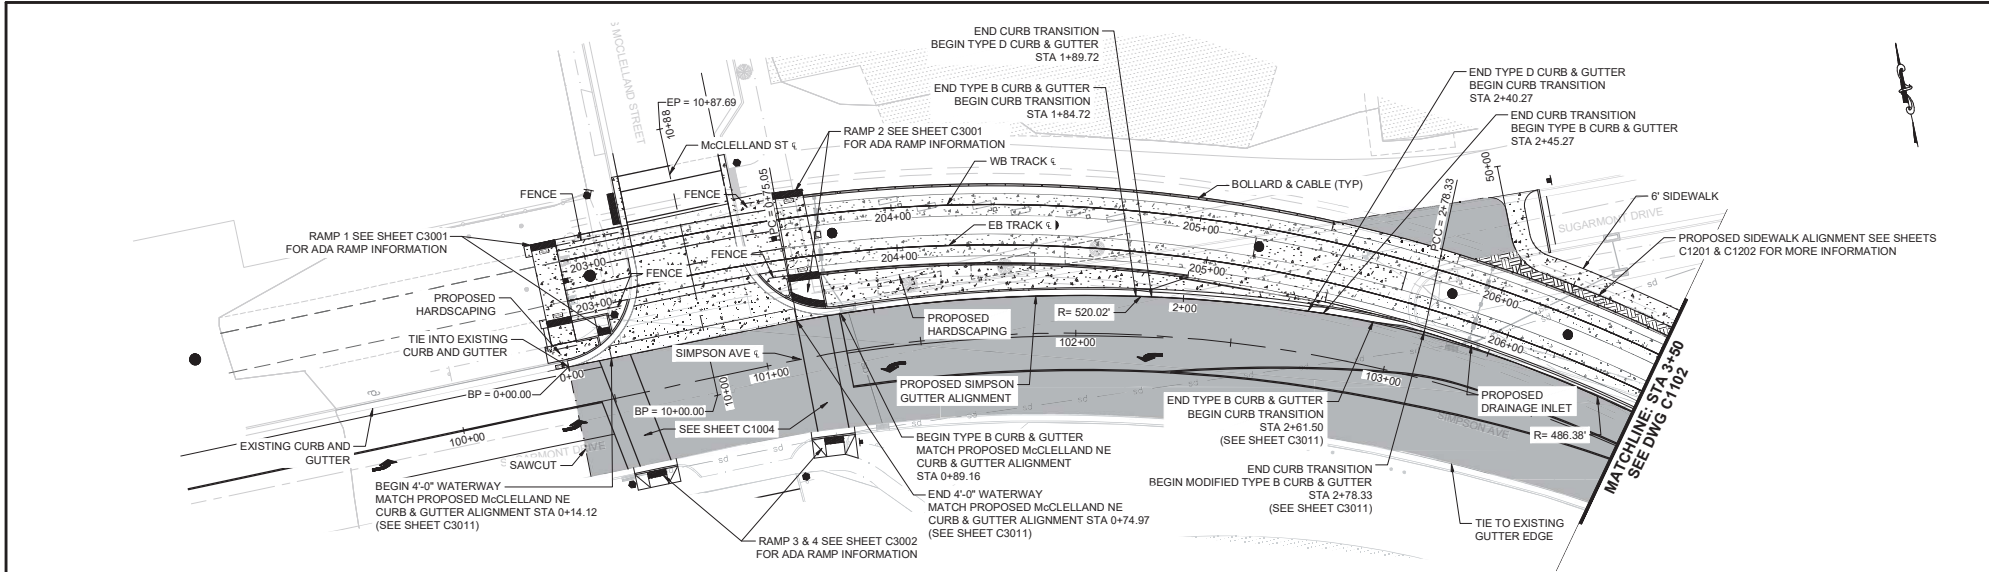 END CURB TRANSITION
BEGIN TYPE D CURB & GUTTER
STA 1+89.72
END TYPE B CURB & GUTTER
BEGIN CURB TRANSITION
STA 1+84.72
END TYPE D CURB & GUTTER
BEGIN CURB TRANSITION
STA 2+40.27
END CURB TRANSITION
BEGIN TYPE B CURB & GUTTER
STA 2+45.27
S MCCLELLAND STREET
EP = 10+87.69
10+88
McCLELLAND ST ℄
RAMP 2 SEE SHEET C3001
FOR ADA RAMP INFORMATION
WB TRACK ℄
BOLLARD & CABLE (TYP)
50+00
6' SIDEWALK
SUGARMONT DRIVE
PROPOSED SIDEWALK ALIGNMENT SEE SHEETS
C1201 & C1202 FOR MORE INFORMATION
FENCE
FENCE
PC = 0+75.05
204+00
EB TRACK ℄
205+00
PCC = 2+78.33
RAMP 1 SEE SHEET C3001
FOR ADA RAMP INFORMATION
203+00
FENCE
FENCE
204+00
205+00
206+00
sd
PROPOSED
HARDSCAPING
203+00
PROPOSED
HARDSCAPING
R= 520.02'
2+00
206+00
TIE INTO EXISTING
CURB AND GUTTER
SIMPSON AVE ℄
102+00
MATCHLINE: STA 3+50
SEE DWG C1102
0+00
101+00
103+00
BP = 0+00.00
10+00
PROPOSED SIMPSON
GUTTER ALIGNMENT
PROPOSED
DRAINAGE INLET
BP = 10+00.00
SEE SHEET C1004
END TYPE B CURB & GUTTER
BEGIN CURB TRANSITION
STA 2+61.50
(SEE SHEET C3011)
SIMPSON AVE
R= 486.38'
EXISTING CURB AND
GUTTER
100+00
SAWCUT
BEGIN TYPE B CURB & GUTTER
MATCH PROPOSED McCLELLAND NE
CURB & GUTTER ALIGNMENT
STA 0+89.16
BEGIN 4'-0" WATERWAY
MATCH PROPOSED McCLELLAND NE
CURB & GUTTER ALIGNMENT STA 0+14.12
(SEE SHEET C3011)
END 4'-0" WATERWAY
MATCH PROPOSED McCLELLAND NE
CURB & GUTTER ALIGNMENT STA 0+74.97
(SEE SHEET C3011)
END CURB TRANSITION
BEGIN MODIFIED TYPE B CURB & GUTTER
STA 2+78.33
(SEE SHEET C3011)
RAMP 3 & 4 SEE SHEET C3002
FOR ADA RAMP INFORMATION
TIE TO EXISTING
GUTTER EDGE